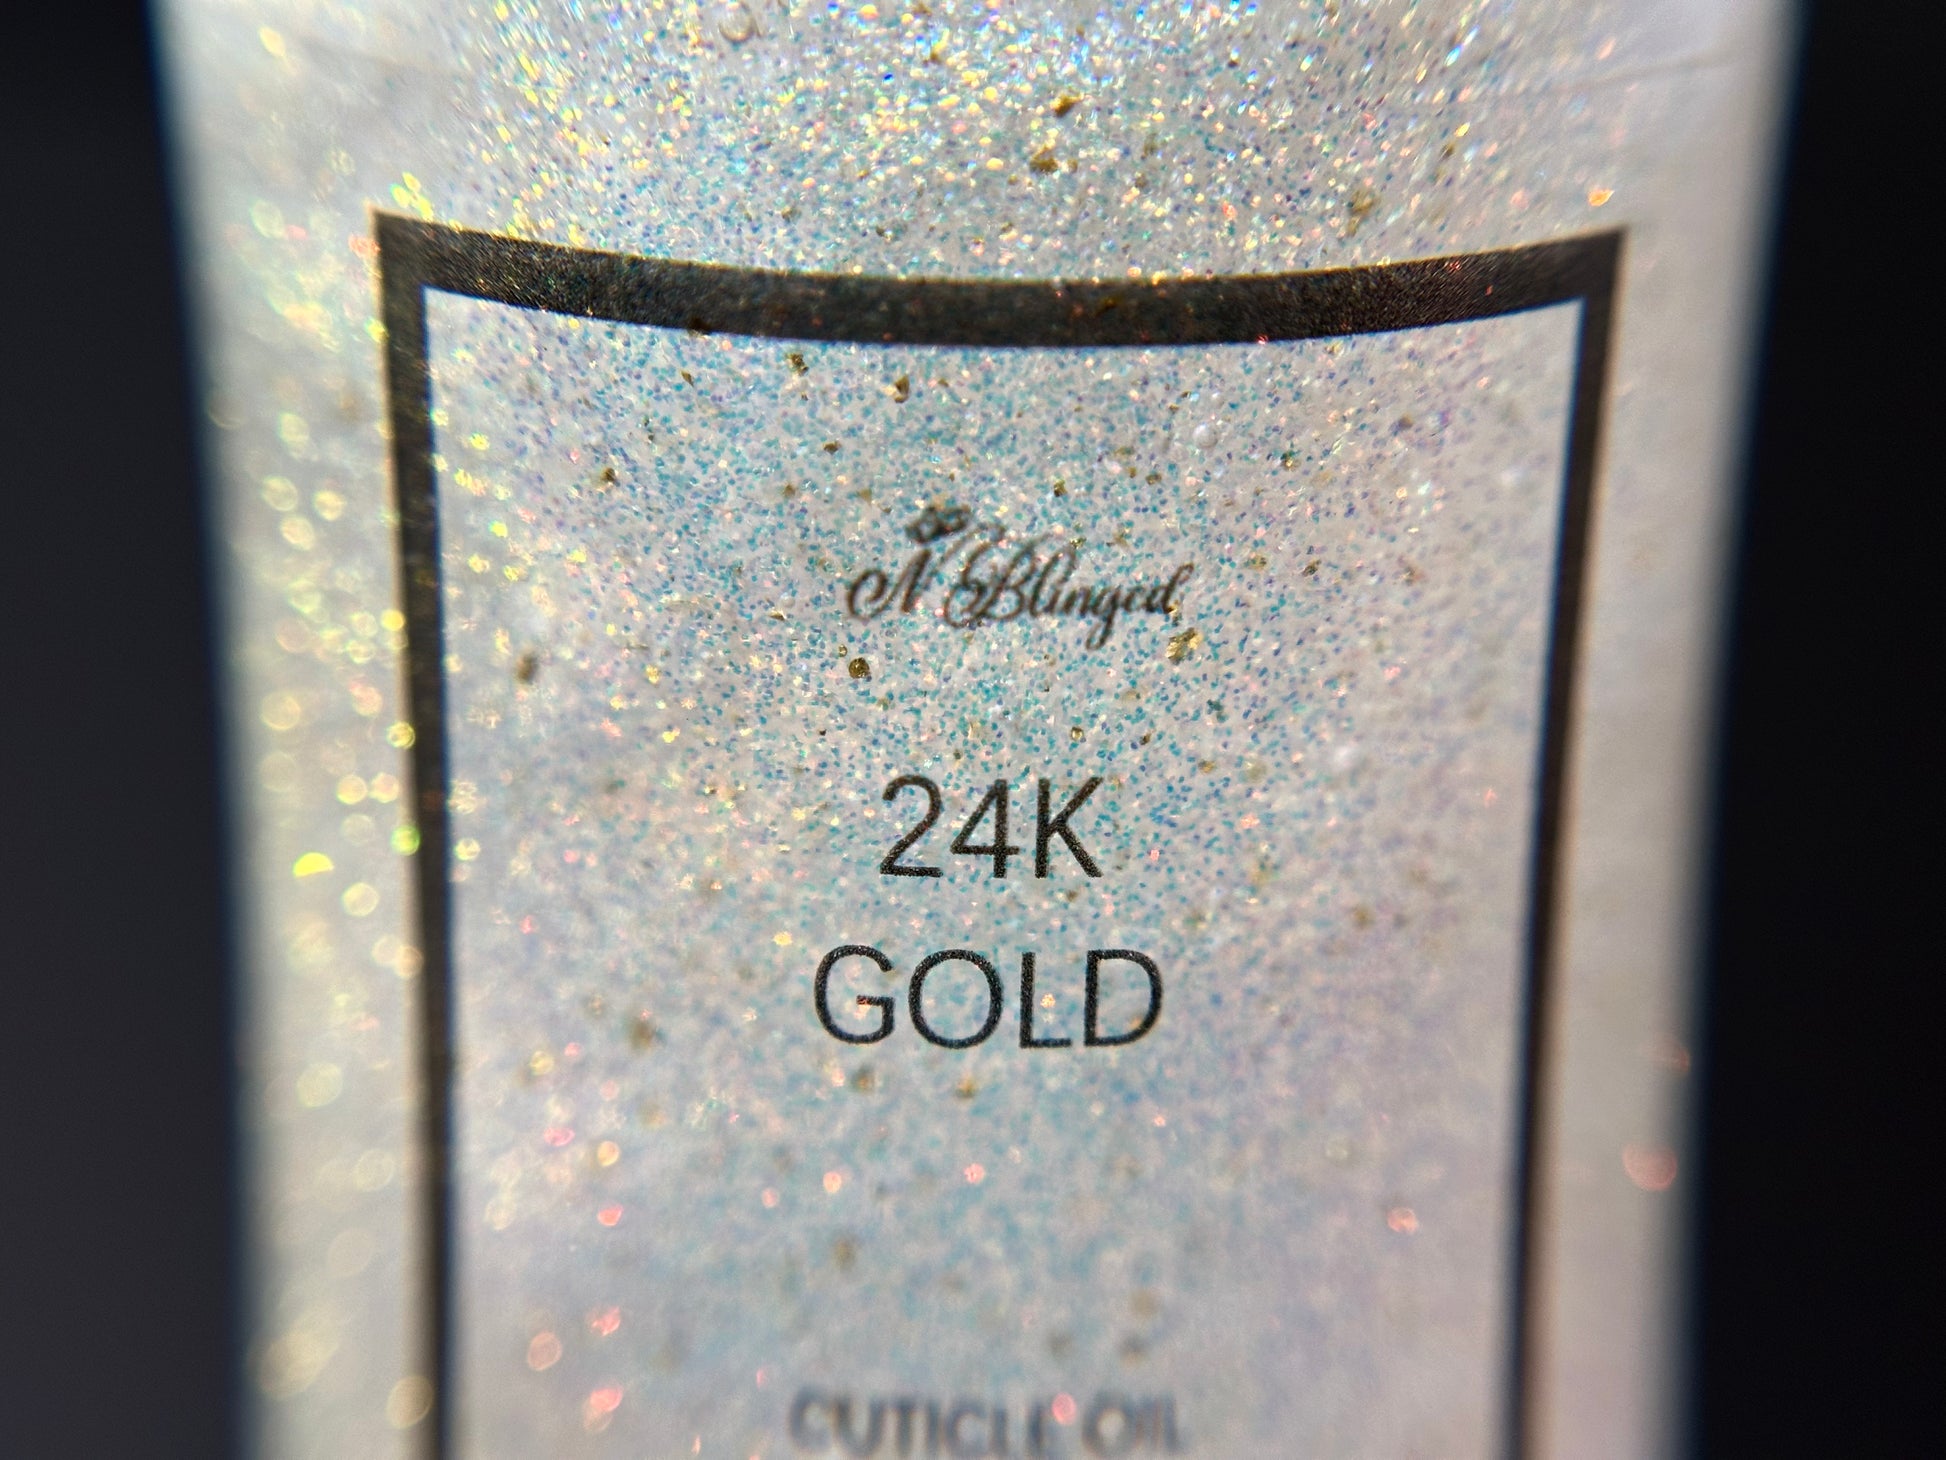 N Blinged
24K
GOLD
CUTICLE OIL